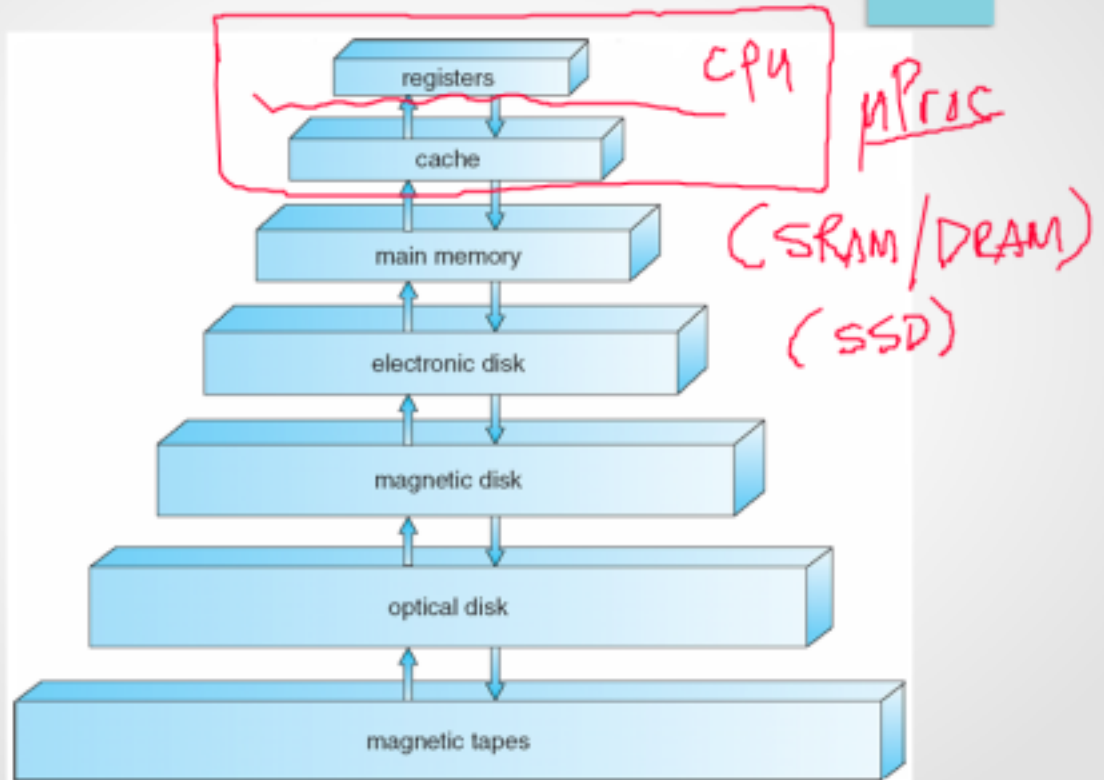 registers
CPU
μProc
cache
main memory
(SRAM/DRAM)
electronic disk
(SSD)
magnetic disk
optical disk
magnetic tapes